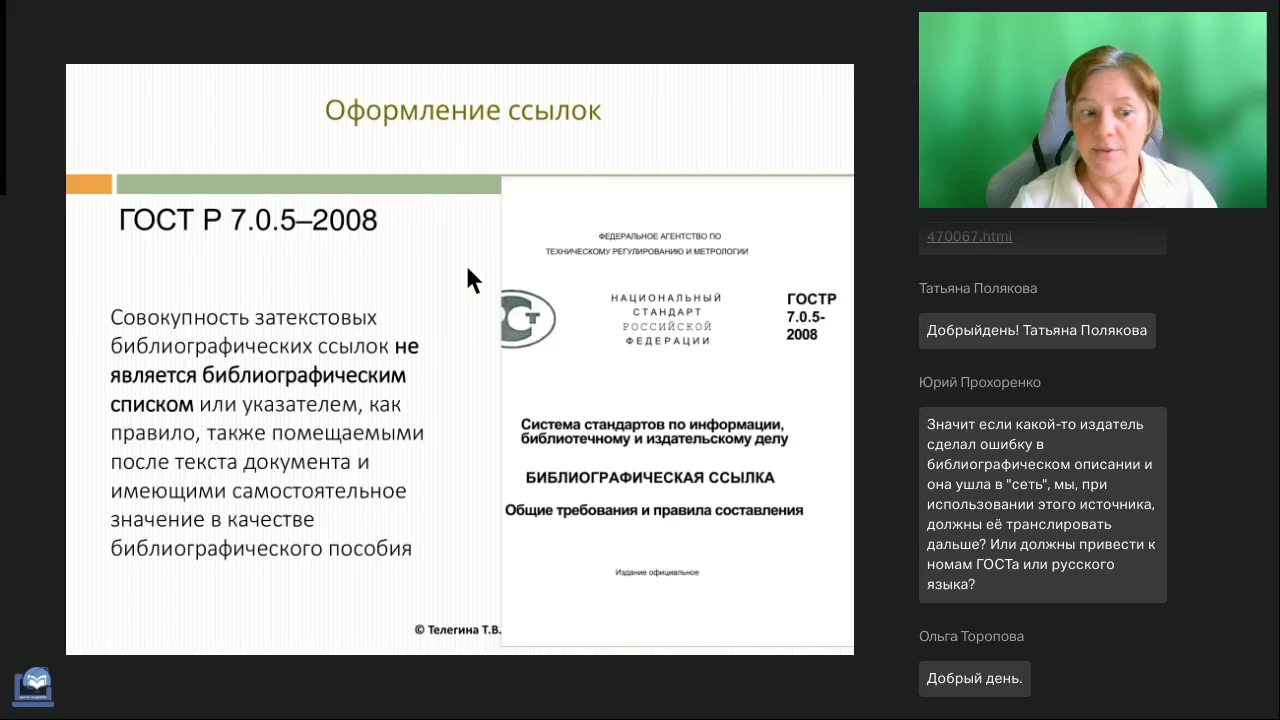 Оформление ссылок
ГОСТ Р 7.0.5–2008
Совокупность затекстовых
библиографических ссылок не
является библиографическим
списком или указателем, как
правило, также помещаемыми
после текста документа и
имеющими самостоятельное
значение в качестве
библиографического пособия
© Телегина Т.В.
ФЕДЕРАЛЬНОЕ АГЕНТСТВО ПО
ТЕХНИЧЕСКОМУ РЕГУЛИРОВАНИЮ И МЕТРОЛОГИИ
НАЦИОНАЛЬНЫЙ
СТАНДАРТ
РОССИЙСКОЙ
ФЕДЕРАЦИИ
ГОСТР
7.0.5-
2008
Система стандартов по информации,
библиотечному и издательскому делу
БИБЛИОГРАФИЧЕСКАЯ ССЫЛКА
Общие требования и правила составления
Издание официальное
470067.html
Татьяна Полякова
Добрыйдень! Татьяна Полякова
Юрий Прохоренко
Значит если какой-то издатель
сделал ошибку в
библиографическом описании и
она ушла в "сеть", мы, при
использовании этого источника,
должны её транслировать
дальше? Или должны привести к
номам ГОСТа или русского
языка?
Ольга Торопова
Добрый день.